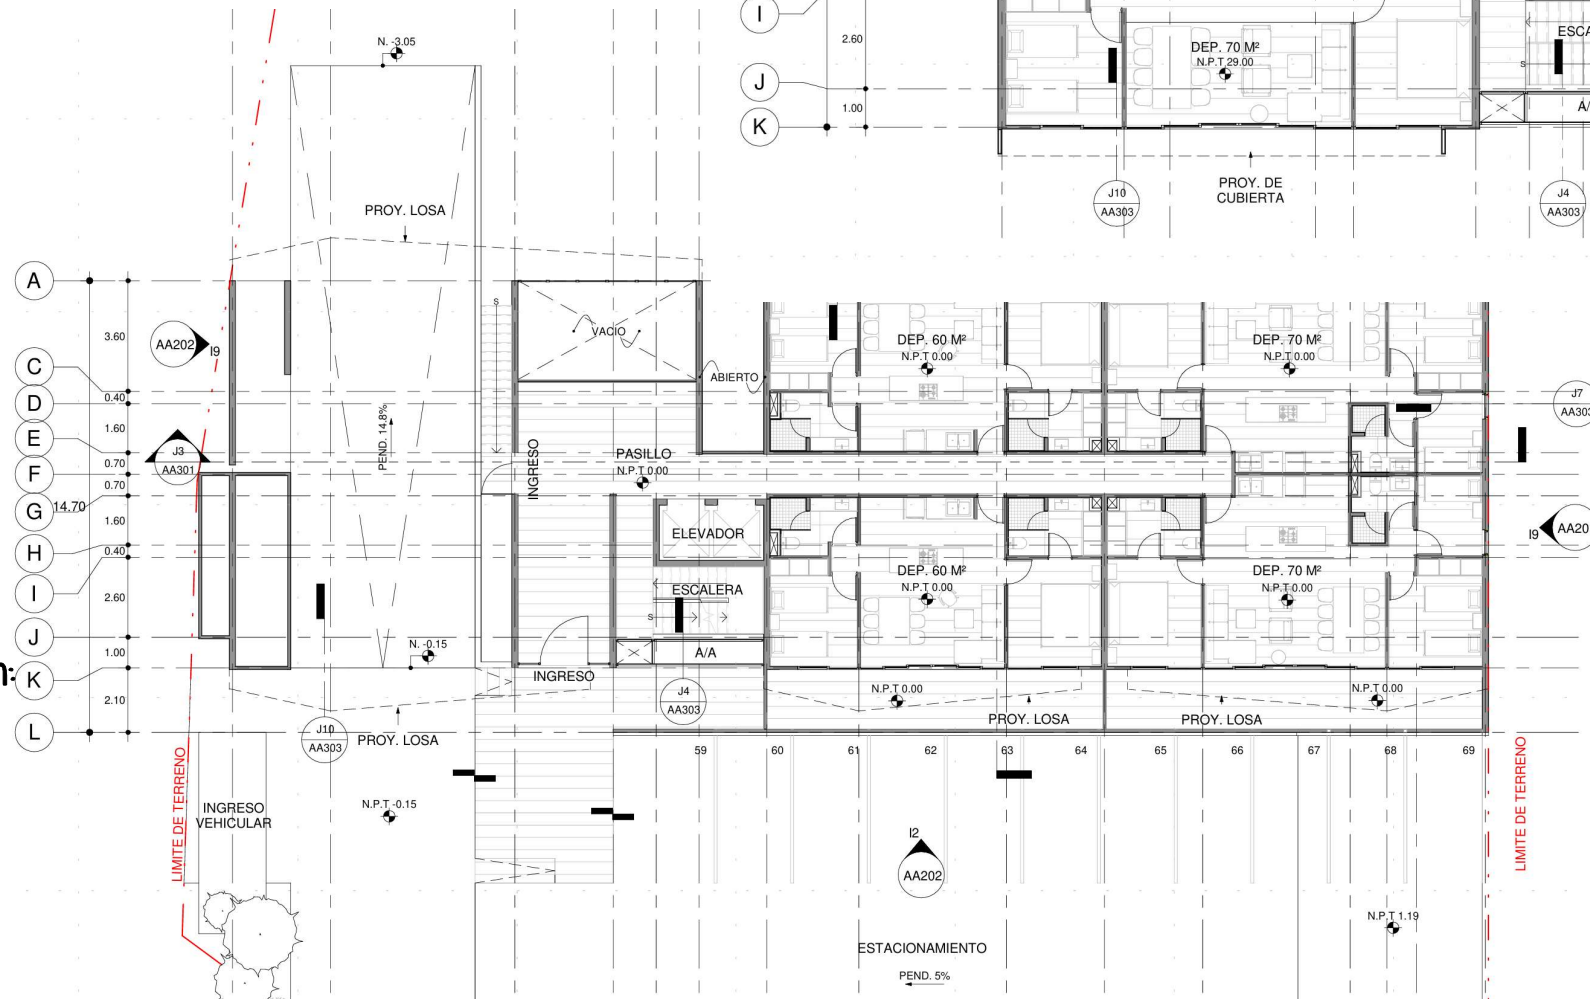 I
2.60
J
1.00
K
DEP. 70 M²
N.P.T 29.00
S
J10
AA303
PROY. DE
CUBIERTA
J4
AA303
N. -3.05
PROY. LOSA
A
3.60
AA202
I9
C
0.40
D
1.60
E
0.70
F
0.70
G
14.70
1.60
H
0.40
I
2.60
J
1.00
K
2.10
L
J3
AA301
PEND. 14.8%
S
VACIO
ABIERTO
INGRESO
PASILLO
N.P.T 0.00
ELEVADOR
ESCALERA
S
A/A
INGRESO
N. -0.15
J4
AA303
J10
AA303
PROY. LOSA
DEP. 60 M²
N.P.T 0.00
DEP. 70 M²
N.P.T 0.00
J7
DEP. 60 M²
N.P.T 0.00
DEP. 70 M²
N.P.T 0.00
I9
N.P.T 0.00
PROY. LOSA
PROY. LOSA
N.P.T 0.00
59
60
61
62
63
64
65
66
67
68
69
LIMITE DE TERRENO
INGRESO
VEHICULAR
N.P.T -0.15
I2
AA202
LIMITE DE TERRENO
N.P.T 1.19
ESTACIONAMIENTO
PEND. 5%